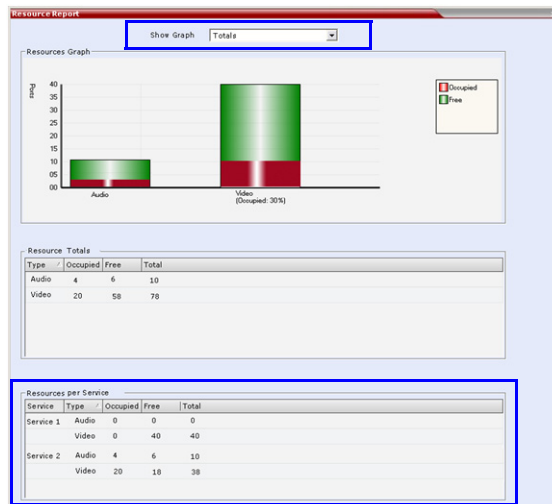 Resource Report
Show Graph Totals
Resources Graph
Ports
40
35
30
25
20
15
10
05
00
Audio
Video
(Occupied: 30%)
Occupied
Free
Resource Totals
Type / Occupied Free Total
Audio 4 6 10
Video 20 58 78
Resources per Service
Service Type / Occupied Free Total
Service 1 Audio 0 0 0
Video 0 40 40
Service 2 Audio 4 6 10
Video 20 18 38